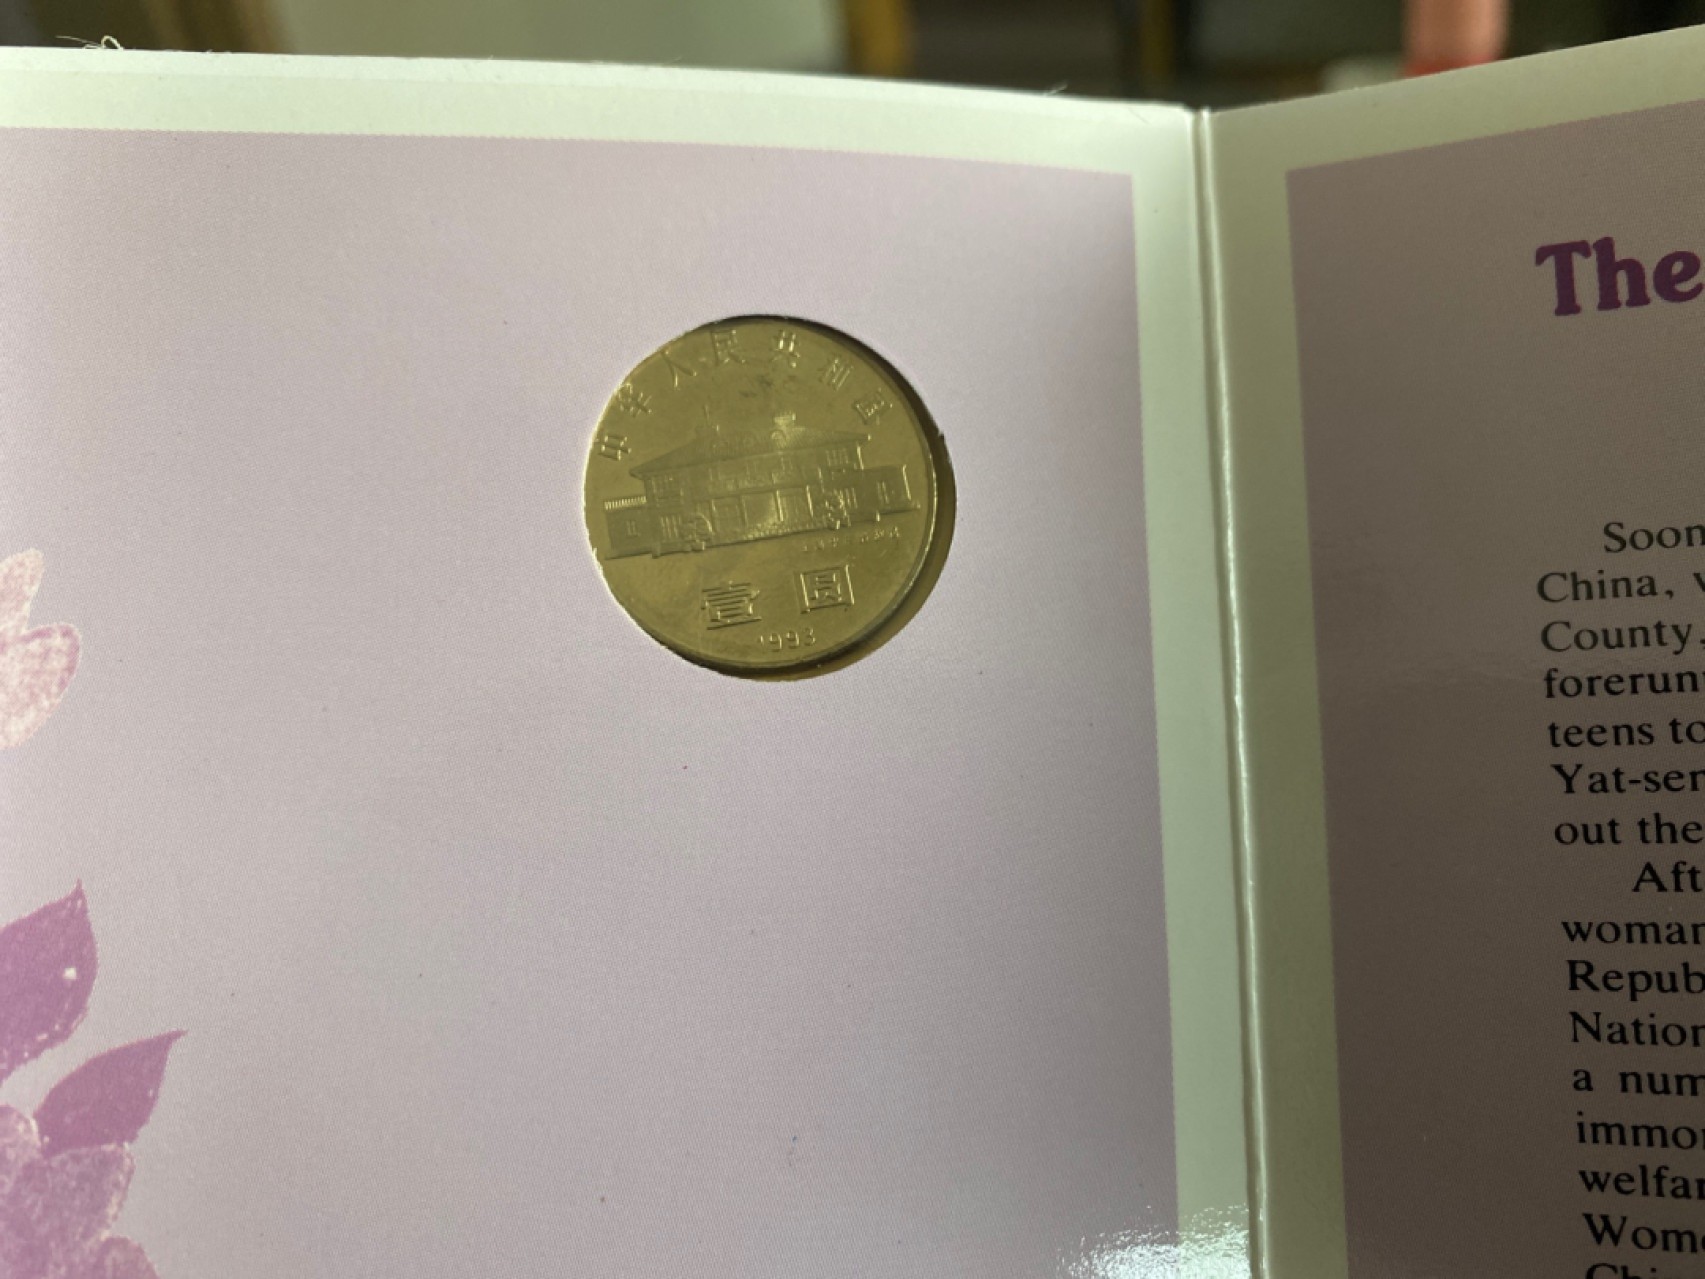 中华人民共和国
壹圆
1993
The
Soon
China,
County,
forerun
teens to
Yat-sen
out the
Aft
woman
Repub
Nation
a num
immor
welfar
Wome